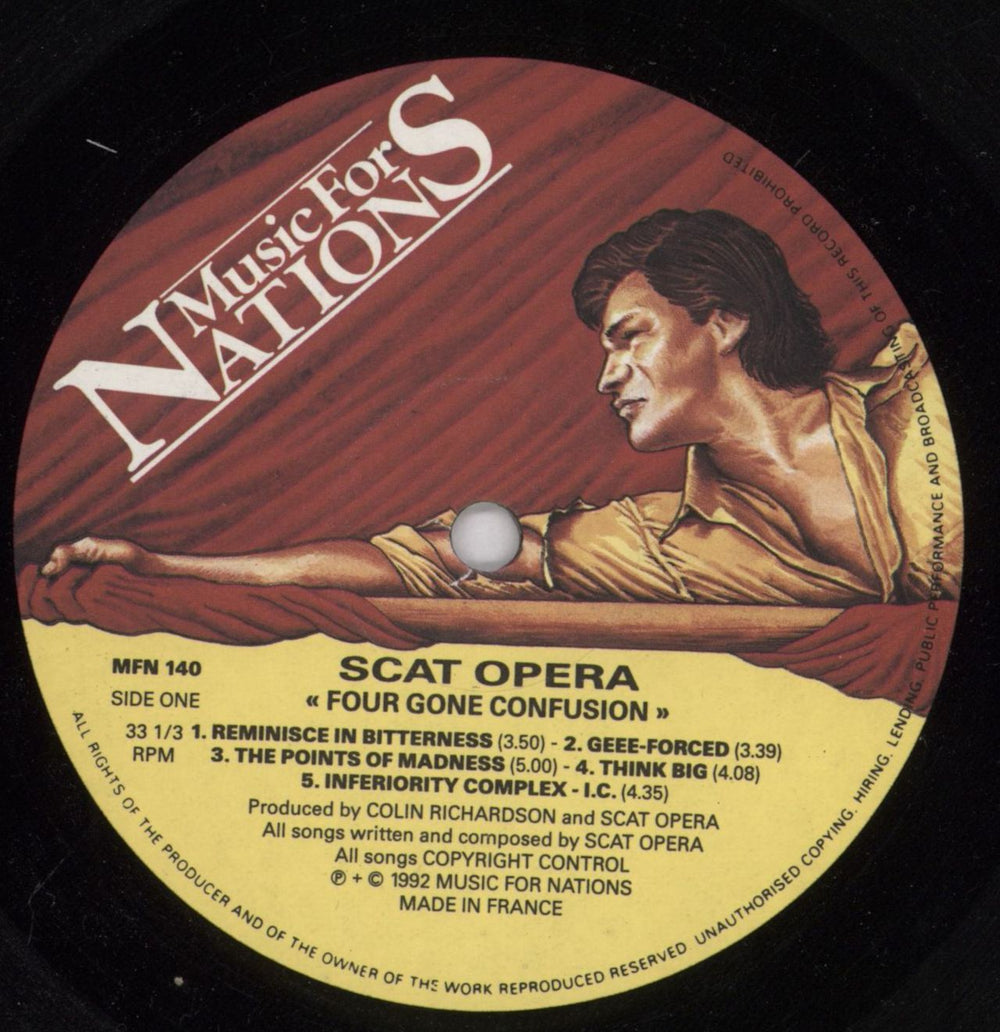 Music For
NATIONS
MFN 140
SIDE ONE
33 1/3
RPM
SCAT OPERA
« FOUR GONE CONFUSION »
1. REMINISCE IN BITTERNESS (3.50) - 2. GEEE-FORCED (3.39)
3. THE POINTS OF MADNESS (5.00) - 4. THINK BIG (4.08)
5. INFERIORITY COMPLEX - I.C. (4.35)
Produced by COLIN RICHARDSON and SCAT OPERA
All songs written and composed by SCAT OPERA
All songs COPYRIGHT CONTROL
℗ + © 1992 MUSIC FOR NATIONS
MADE IN FRANCE
ALL RIGHTS OF THE PRODUCER AND OF THE OWNER OF THE WORK REPRODUCED RESERVED. UNAUTHORISED COPYING. HIRING. LENDING. PUBLIC PERFORMANCE AND BROADCASTING OF THIS RECORD PROHIBITED